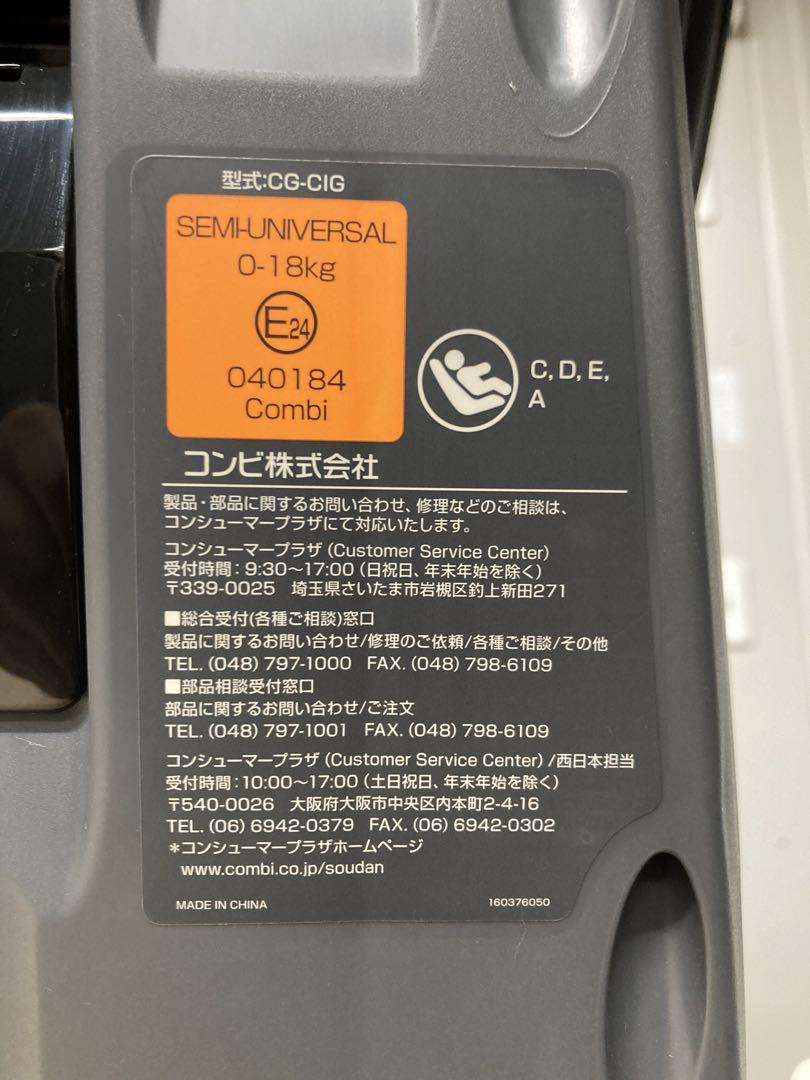 型式:CG-CIG
SEMI-UNIVERSAL
0-18kg
E24
040184
Combi
C, D, E,
A
コンビ株式会社
製品・部品に関するお問い合わせ、修理などのご相談は、
コンシューマープラザにて対応いたします。
コンシューマープラザ (Customer Service Center)
受付時間：9:30～17:00 (日祝日、年末年始を除く)
〒339-0025 埼玉県さいたま市岩槻区釣上新田271
■総合受付(各種ご相談)窓口
製品に関するお問い合わせ/修理のご依頼/各種ご相談/その他
TEL. (048) 797-1000 FAX. (048) 798-6109
■部品相談受付窓口
部品に関するお問い合わせ/ご注文
TEL. (048) 797-1001 FAX. (048) 798-6109
コンシューマープラザ (Customer Service Center) /西日本担当
受付時間：10:00～17:00 (土日祝日、年末年始を除く)
〒540-0026 大阪府大阪市中央区内本町2-4-16
TEL. (06) 6942-0379 FAX. (06) 6942-0302
*コンシューマープラザホームページ
www.combi.co.jp/soudan
MADE IN CHINA
160376050